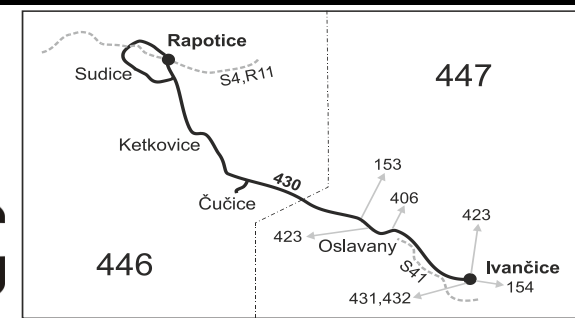 Rapotice
Sudice
S4,R11
447
Ketkovice
153
430
406
Čučice
423
423
Oslavany
446
S41
Ivančice
431,432
154